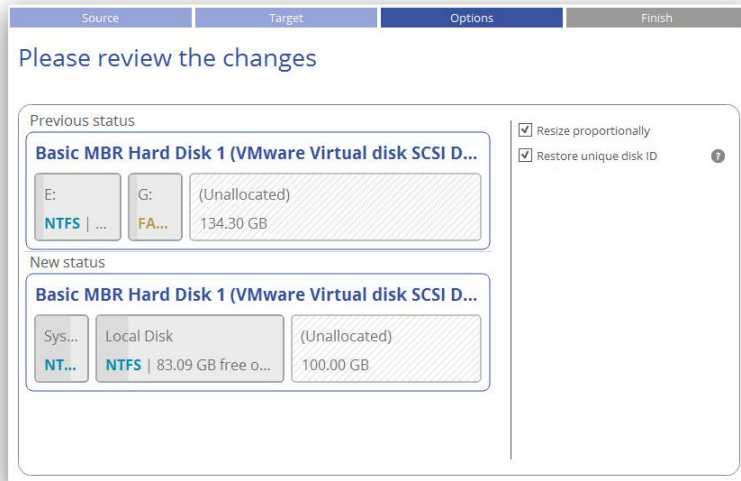 Source
Target
Options
Finish
Please review the changes
Previous status
Basic MBR Hard Disk 1 (VMware Virtual disk SCSI D...
E:
NTFS | ...
G:
FA...
(Unallocated)
134.30 GB
New status
Basic MBR Hard Disk 1 (VMware Virtual disk SCSI D...
Sys...
NT...
Local Disk
NTFS | 83.09 GB free o...
(Unallocated)
100.00 GB
Resize proportionally
Restore unique disk ID
?